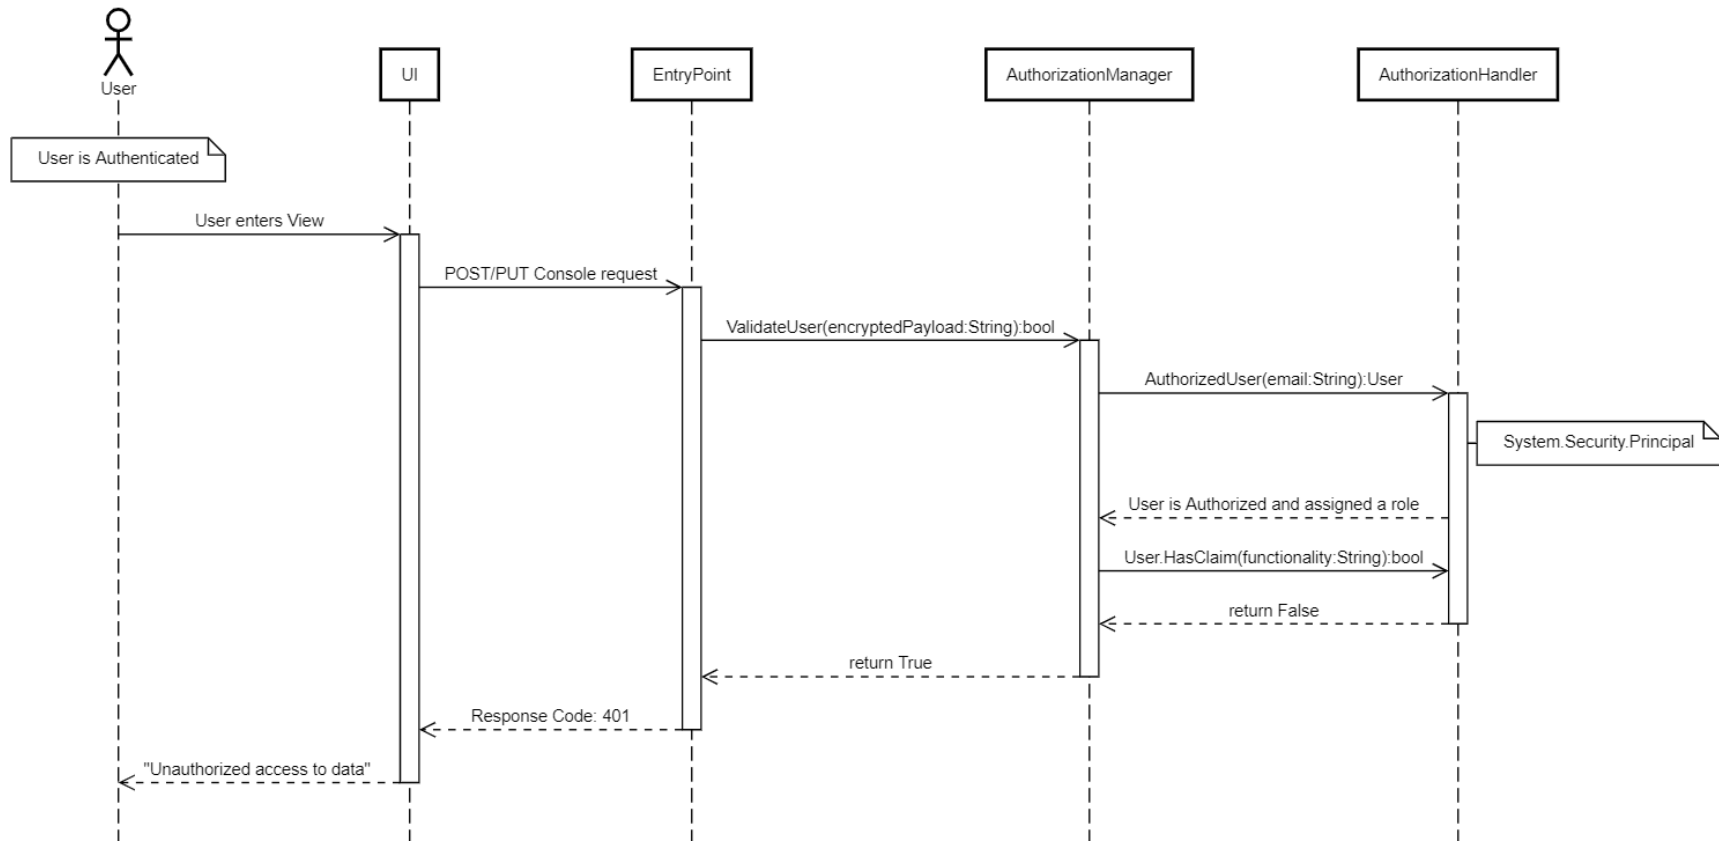 User
UI
EntryPoint
AuthorizationManager
AuthorizationHandler
User is Authenticated
User enters View
POST/PUT Console request
ValidateUser(encryptedPayload:String):bool
AuthorizedUser(email:String):User
System.Security.Principal
User is Authorized and assigned a role
User.HasClaim(functionality:String):bool
return False
return True
Response Code: 401
"Unauthorized access to data"